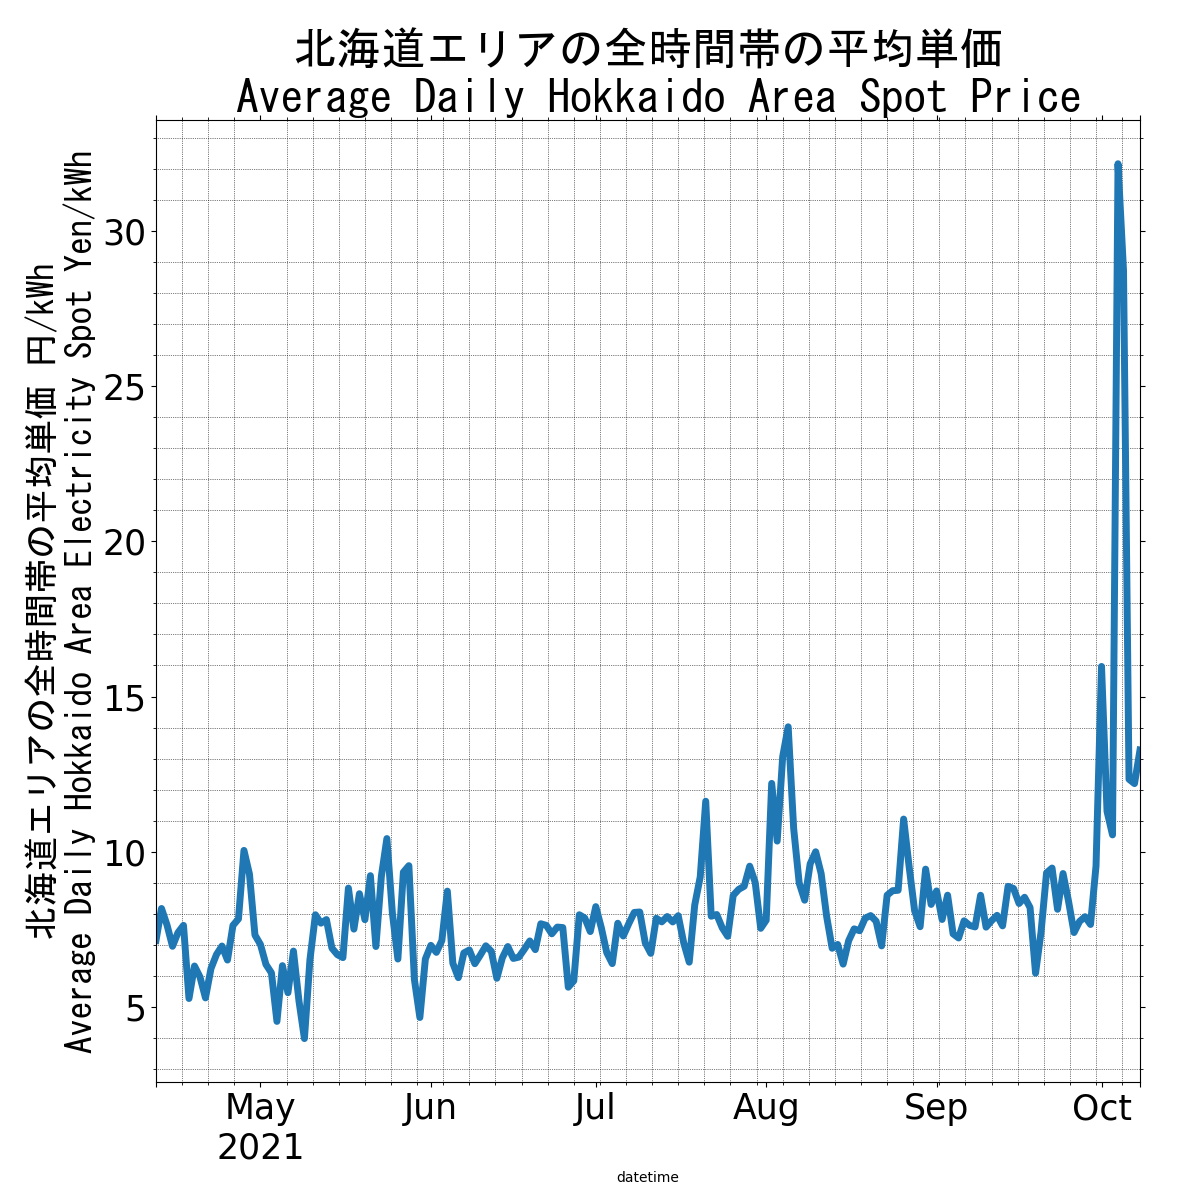 北海道エリアの全時間帯の平均単価
Average Daily Hokkaido Area Spot Price
北海道エリアの全時間帯の平均単価 円/kWh
Average Daily Hokkaido Area Electricity Spot Yen/kWh
30
25
20
15
10
5
May
2021
Jun
Jul
Aug
Sep
Oct
datetime